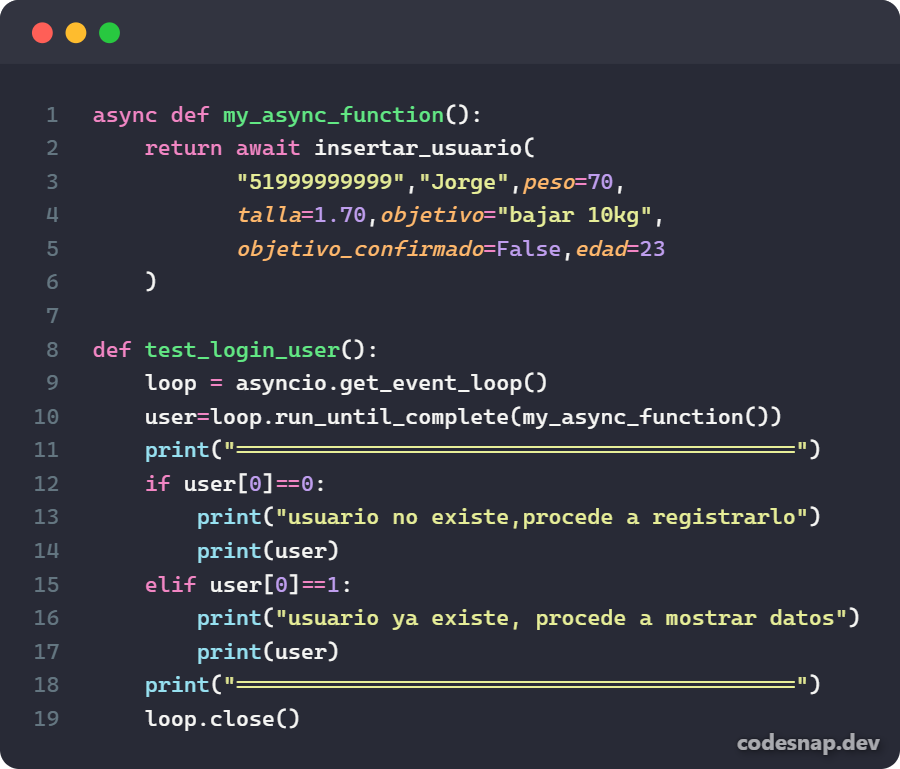 1 async def my_async_function():
2     return await insertar_usuario(
3            "51999999999","Jorge",peso=70,
4            talla=1.70,objetivo="bajar 10kg",
5            objetivo_confirmado=False,edad=23
6     )
7
8 def test_login_user():
9     loop = asyncio.get_event_loop()
10     user=loop.run_until_complete(my_async_function())
11     print("===========================================")
12     if user[0]==0:
13         print("usuario no existe,procede a registrarlo")
14         print(user)
15     elif user[0]==1:
16         print("usuario ya existe, procede a mostrar datos")
17         print(user)
18     print("===========================================")
19     loop.close()
codesnap.dev